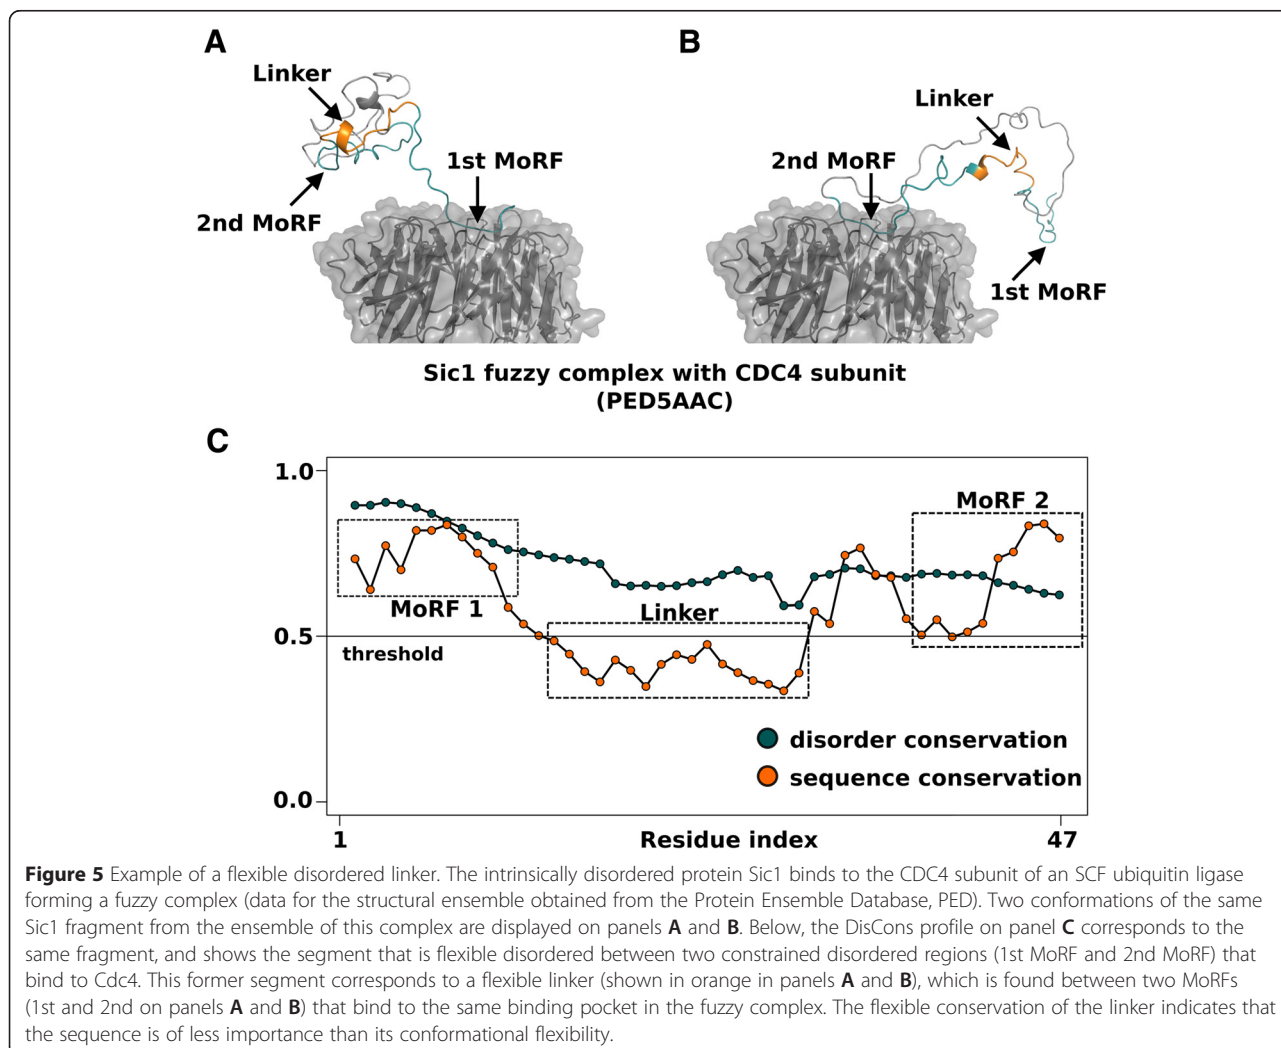 A
B
Linker
1st MoRF
2nd MoRF
Linker
2nd MoRF
1st MoRF
Sic1 fuzzy complex with CDC4 subunit
(PED5AAC)
C
1.0
MoRF 2
MoRF 1
Linker
0.5
threshold
disorder conservation
sequence conservation
0.0
1
Residue index
47
Figure 5 Example of a flexible disordered linker. The intrinsically disordered protein Sic1 binds to the CDC4 subunit of an SCF ubiquitin ligase
forming a fuzzy complex (data for the structural ensemble obtained from the Protein Ensemble Database, PED). Two conformations of the same
Sic1 fragment from the ensemble of this complex are displayed on panels A and B. Below, the DisCons profile on panel C corresponds to the
same fragment, and shows the segment that is flexible disordered between two constrained disordered regions (1st MoRF and 2nd MoRF) that
bind to Cdc4. This former segment corresponds to a flexible linker (shown in orange in panels A and B), which is found between two MoRFs
(1st and 2nd on panels A and B) that bind to the same binding pocket in the fuzzy complex. The flexible conservation of the linker indicates that
the sequence is of less importance than its conformational flexibility.